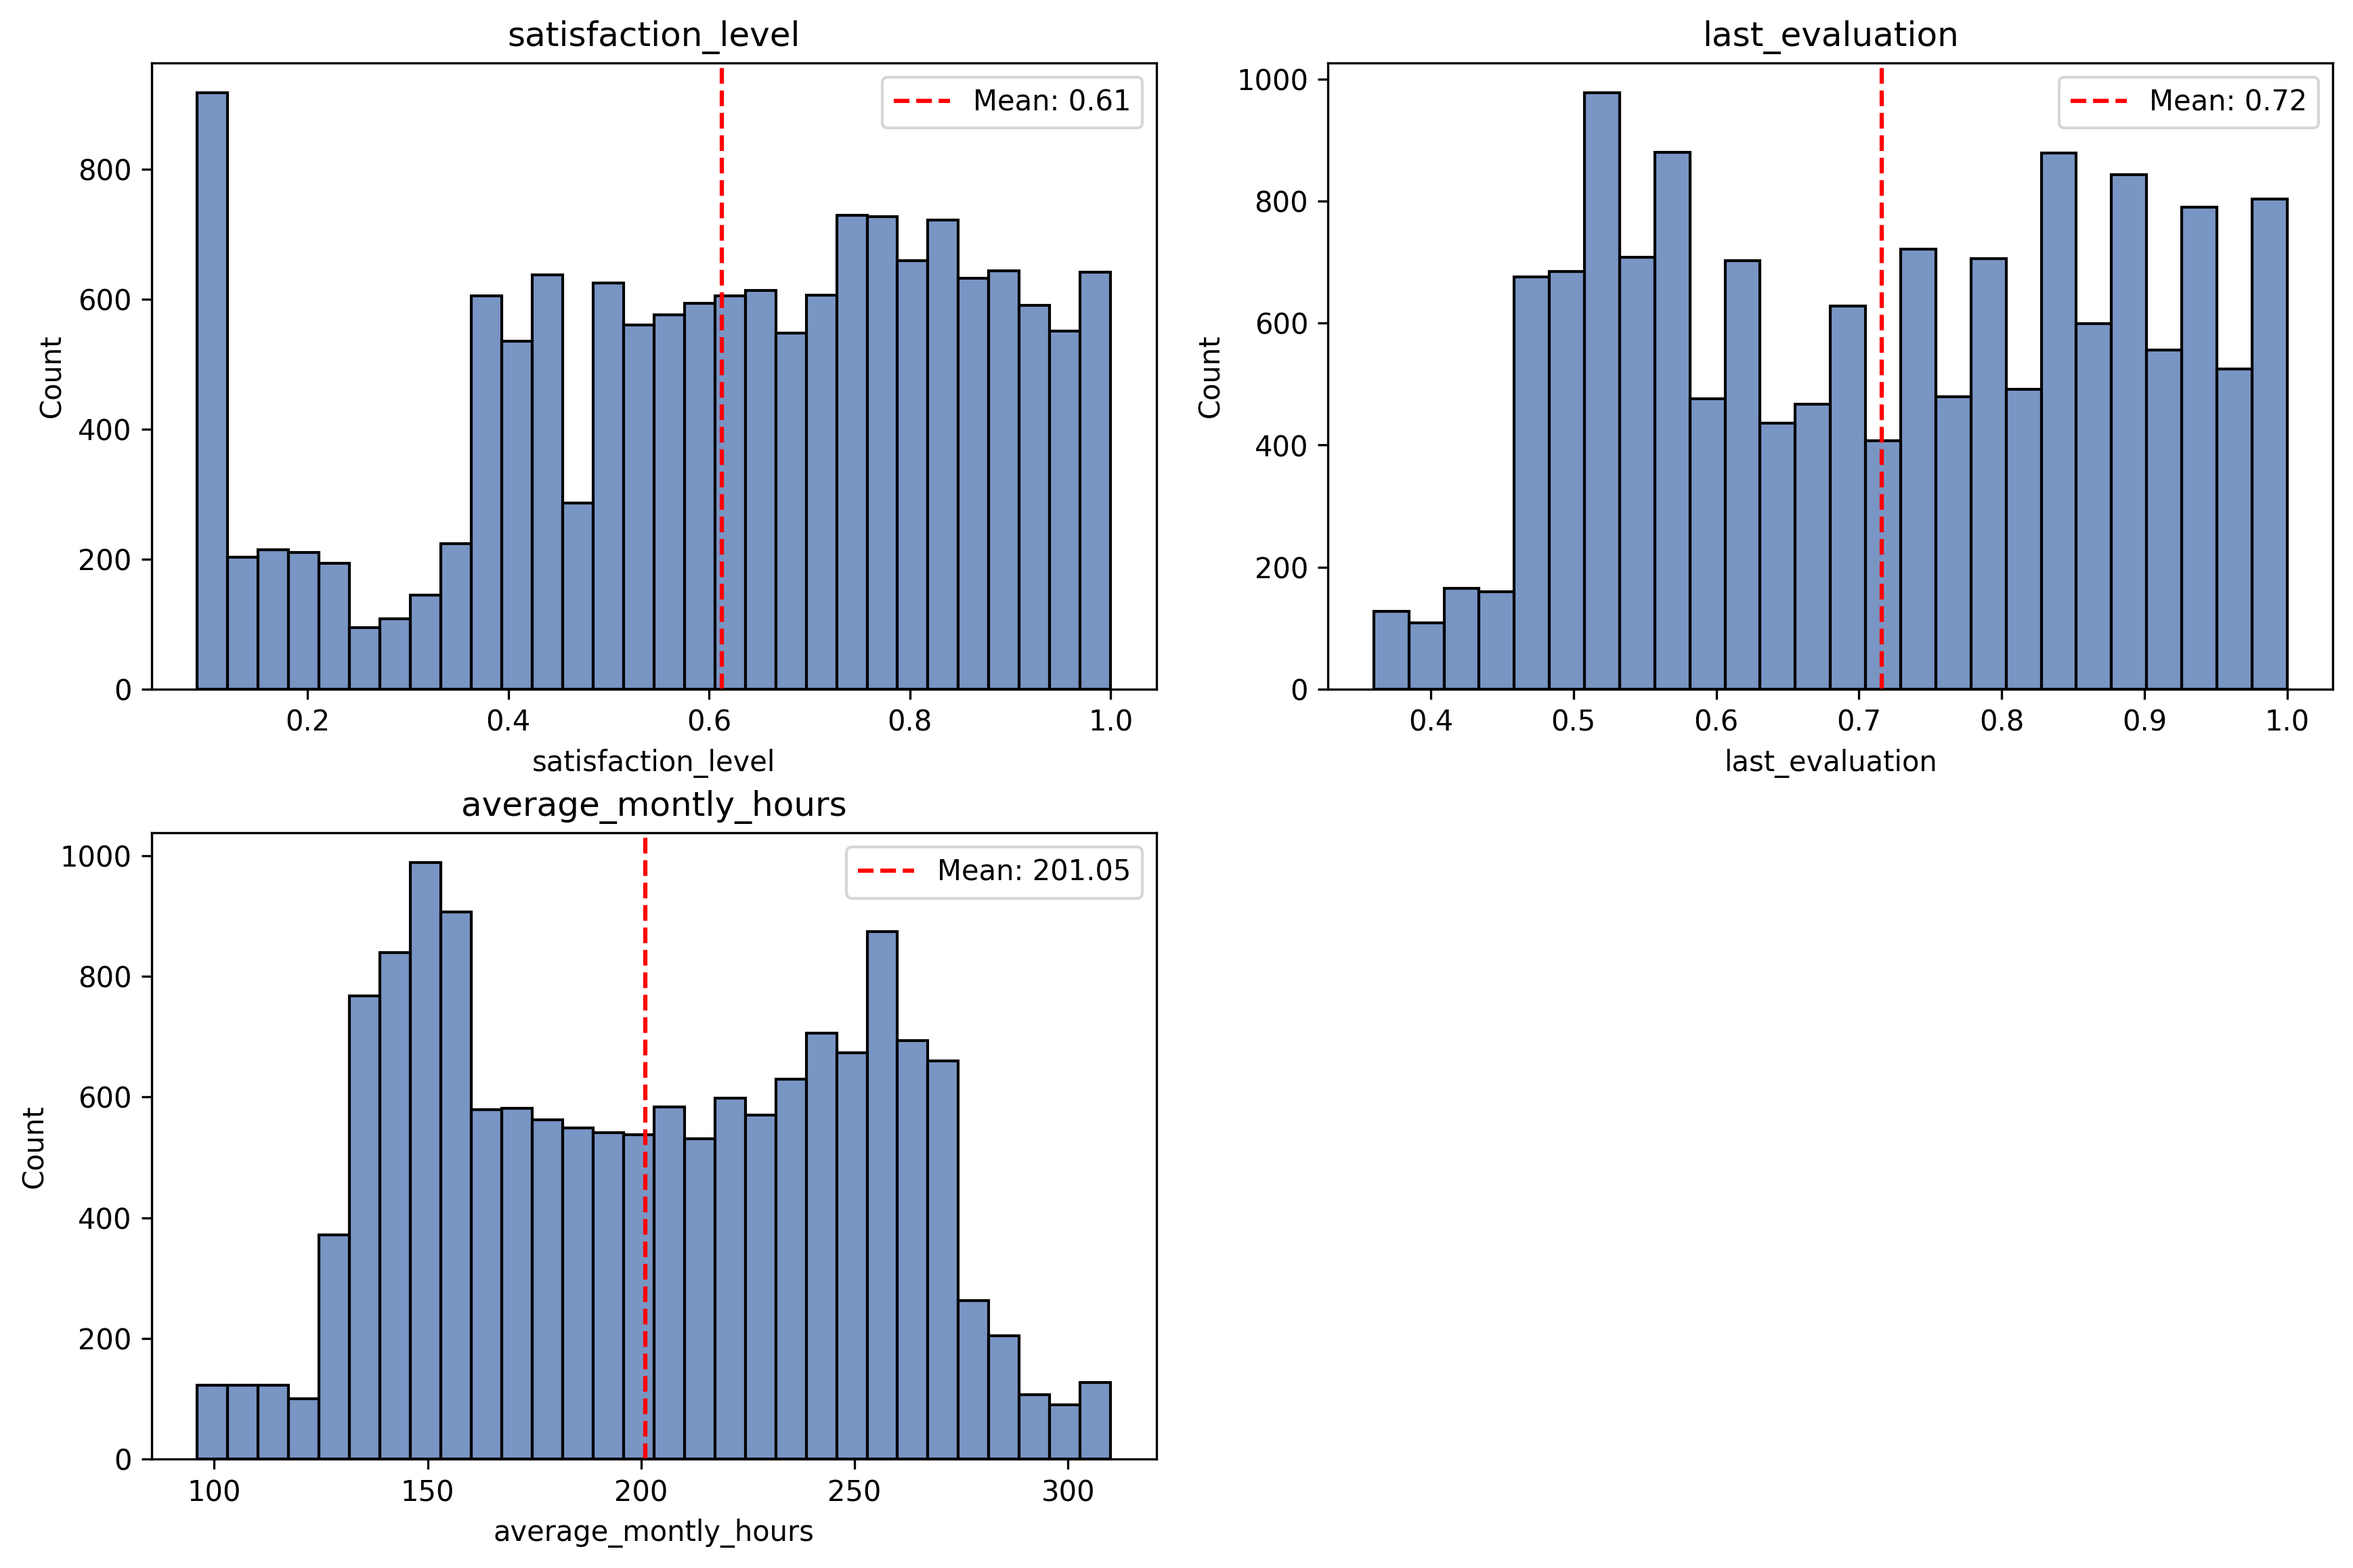 satisfaction_level
Mean: 0.61
Count
800
600
400
200
0
0.2 0.4 0.6 0.8 1.0
satisfaction_level
last_evaluation
Mean: 0.72
Count
1000
800
600
400
200
0
0.4 0.5 0.6 0.7 0.8 0.9 1.0
last_evaluation
average_montly_hours
Mean: 201.05
Count
1000
800
600
400
200
0
100 150 200 250 300
average_montly_hours